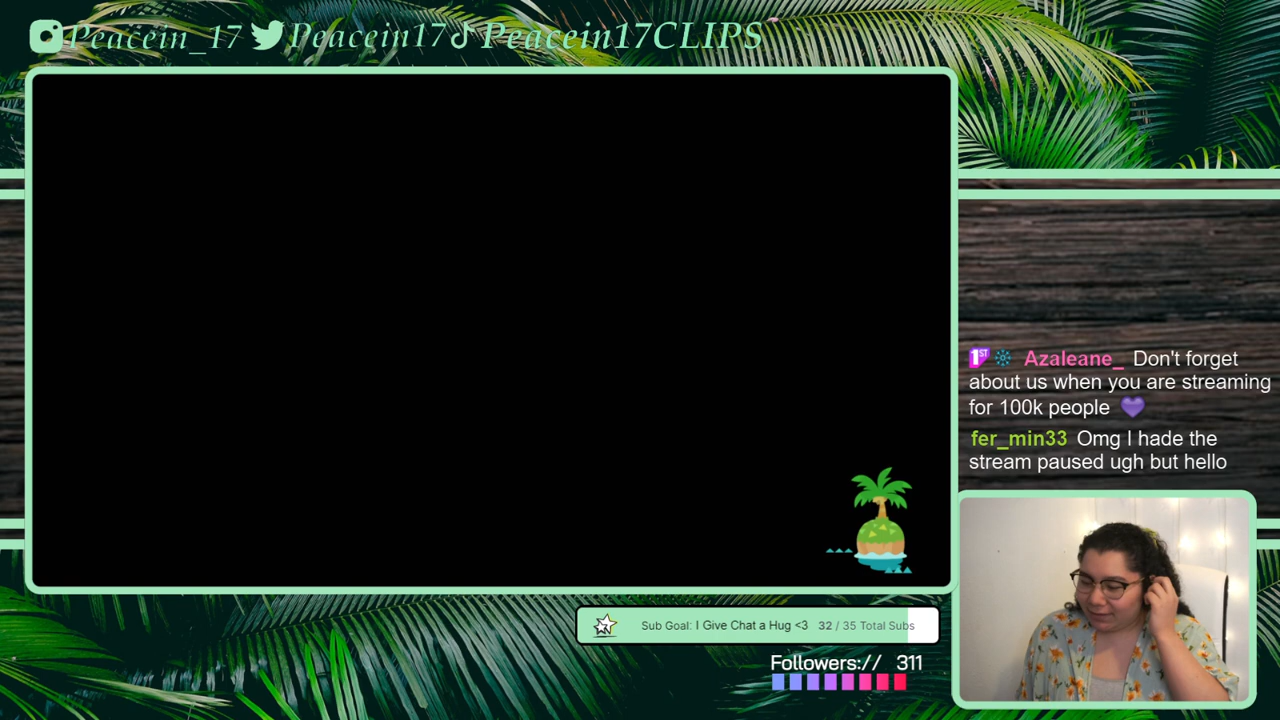 Peacein_17 Peacein17 Peacein17CLIPS
1ST Azaleane_ Don't forget
about us when you are streaming
for 100k people
fer_min33 Omg I hade the
stream paused ugh but hello
Sub Goal: I Give Chat a Hug <3 32 / 35 Total Subs
Followers:// 311